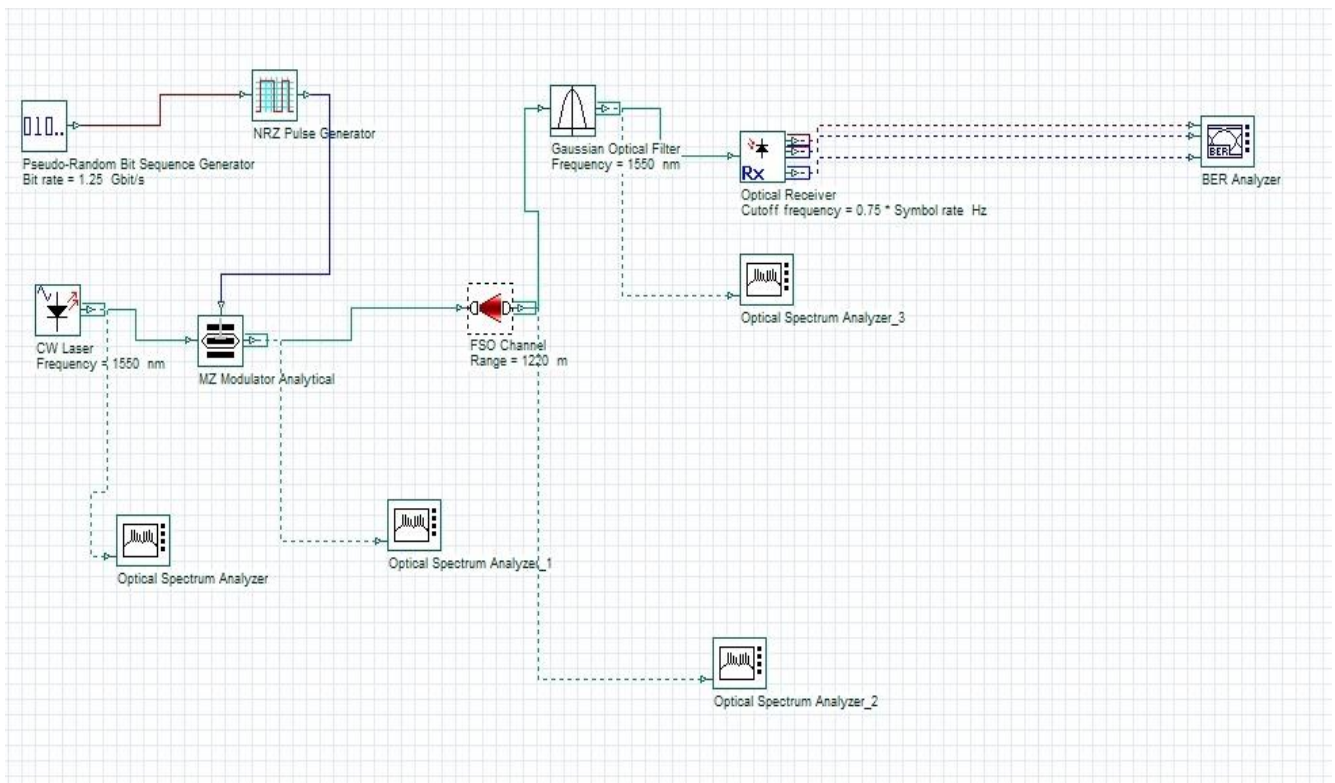 010..
NRZ Pulse Generator
Pseudo-Random Bit Sequence Generator
Bit rate = 1.25 Gbit/s
Gaussian Optical Filter
Frequency = 1550 nm
Rx
Optical Receiver
Cutoff frequency = 0.75 * Symbol rate Hz
BER
BER Analyzer
Optical Spectrum Analyzer_3
CW Laser
Frequency = 1550 nm
MZ Modulator Analytical
FSO Channel
Range = 1220 m
Optical Spectrum Analyzer
Optical Spectrum Analyzer_1
Optical Spectrum Analyzer_2